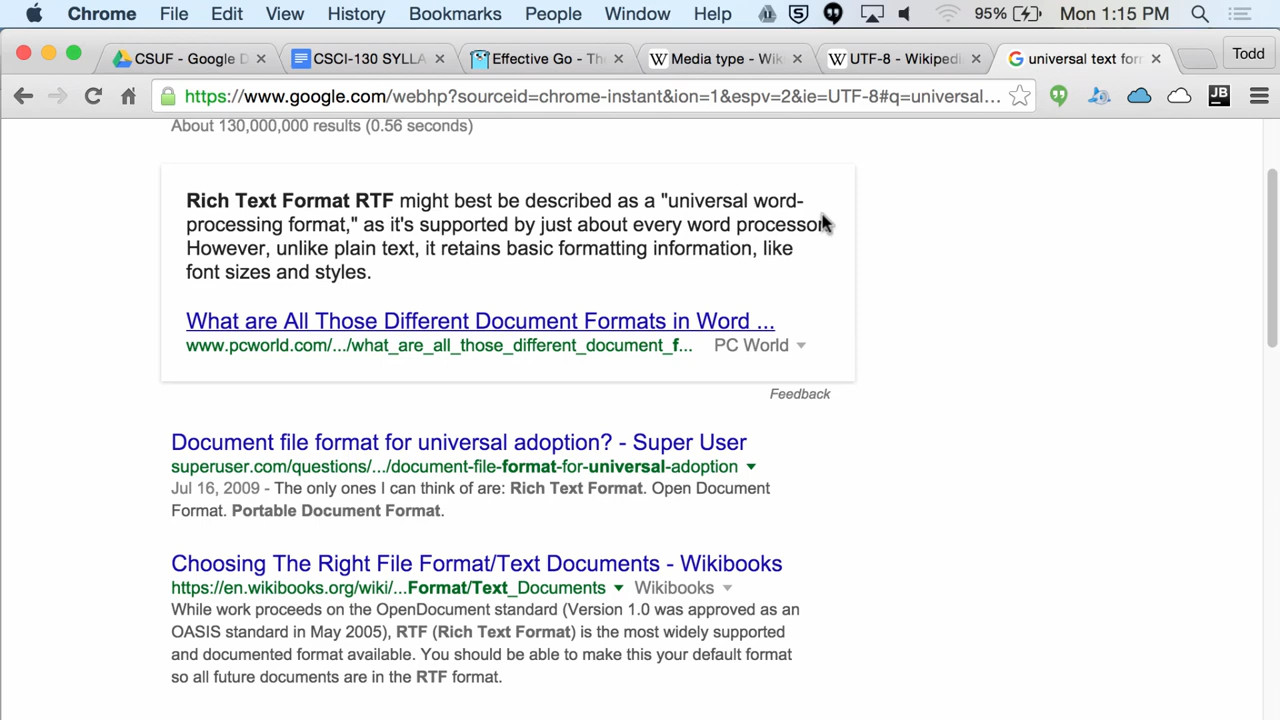 Chrome File Edit View History Bookmarks People Window Help 95% Mon 1:15 PM
CSUF - Google D CSCI-130 SYLLA Effective Go - The Media type - Wiki UTF-8 - Wikiped universal text for Todd
https://www.google.com/webhp?sourceid=chrome-instant&ion=1&espv=2&ie=UTF-8#q=universal... JB
About 130,000,000 results (0.56 seconds)
Rich Text Format RTF might best be described as a "universal word-
processing format," as it's supported by just about every word processor
However, unlike plain text, it retains basic formatting information, like
font sizes and styles.
What are All Those Different Document Formats in Word ...
www.pcworld.com/.../what_are_all_those_different_document_f... PC World
Feedback
Document file format for universal adoption? - Super User
superuser.com/questions/.../document-file-format-for-universal-adoption
Jul 16, 2009 - The only ones I can think of are: Rich Text Format. Open Document
Format. Portable Document Format.
Choosing The Right File Format/Text Documents - Wikibooks
https://en.wikibooks.org/wiki/...Format/Text_Documents Wikibooks
While work proceeds on the OpenDocument standard (Version 1.0 was approved as an
OASIS standard in May 2005), RTF (Rich Text Format) is the most widely supported
and documented format available. You should be able to make this your default format
so all future documents are in the RTF format.